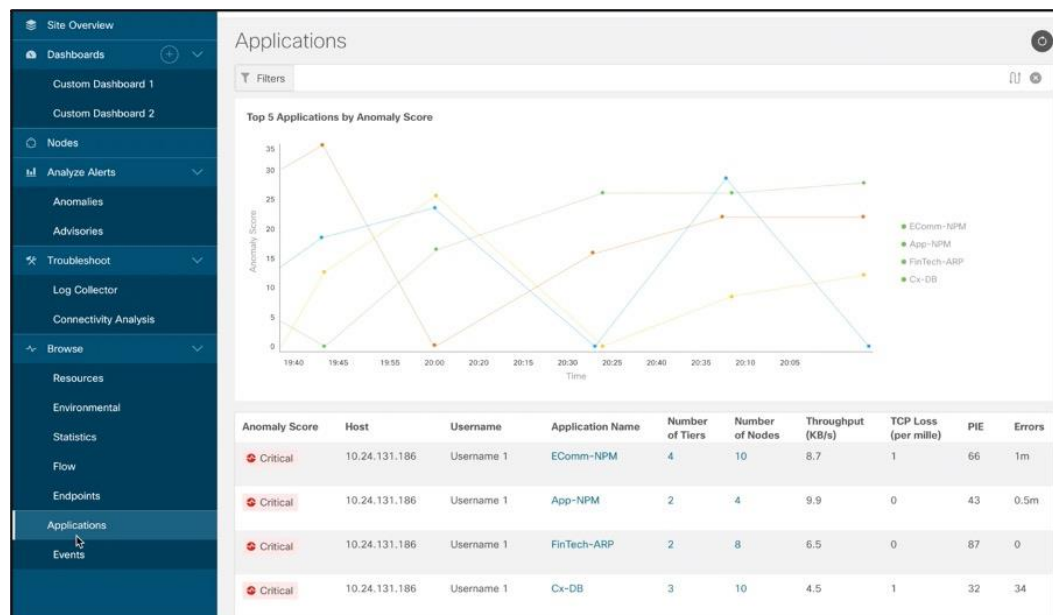 Site Overview
Dashboards
Custom Dashboard 1
Custom Dashboard 2
Nodes
Analyze Alerts
Anomalies
Advisories
Troubleshoot
Log Collector
Connectivity Analysis
Browse
Resources
Environmental
Statistics
Flow
Endpoints
Applications
Events
Applications
Filters
Top 5 Applications by Anomaly Score
35
30
25
20
15
10
5
0
Anomaly Score
19:40 19:45 19:55 20:00 20:20 20:15 20:30 20:25 20:40 20:35 20:10 20:05
Time
EComm-NPM
App-NPM
FinTech-ARP
Cx-DB
Anomaly Score Host Username Application Name Number of Tiers Number of Nodes Throughput (KB/s) TCP Loss (per mille) PIE Errors
Critical 10.24.131.186 Username 1 EComm-NPM 4 10 8.7 1 66 1m
Critical 10.24.131.186 Username 1 App-NPM 2 4 9.9 0 43 0.5m
Critical 10.24.131.186 Username 1 FinTech-ARP 2 8 6.5 0 87 0
Critical 10.24.131.186 Username 1 Cx-DB 3 10 4.5 1 32 34